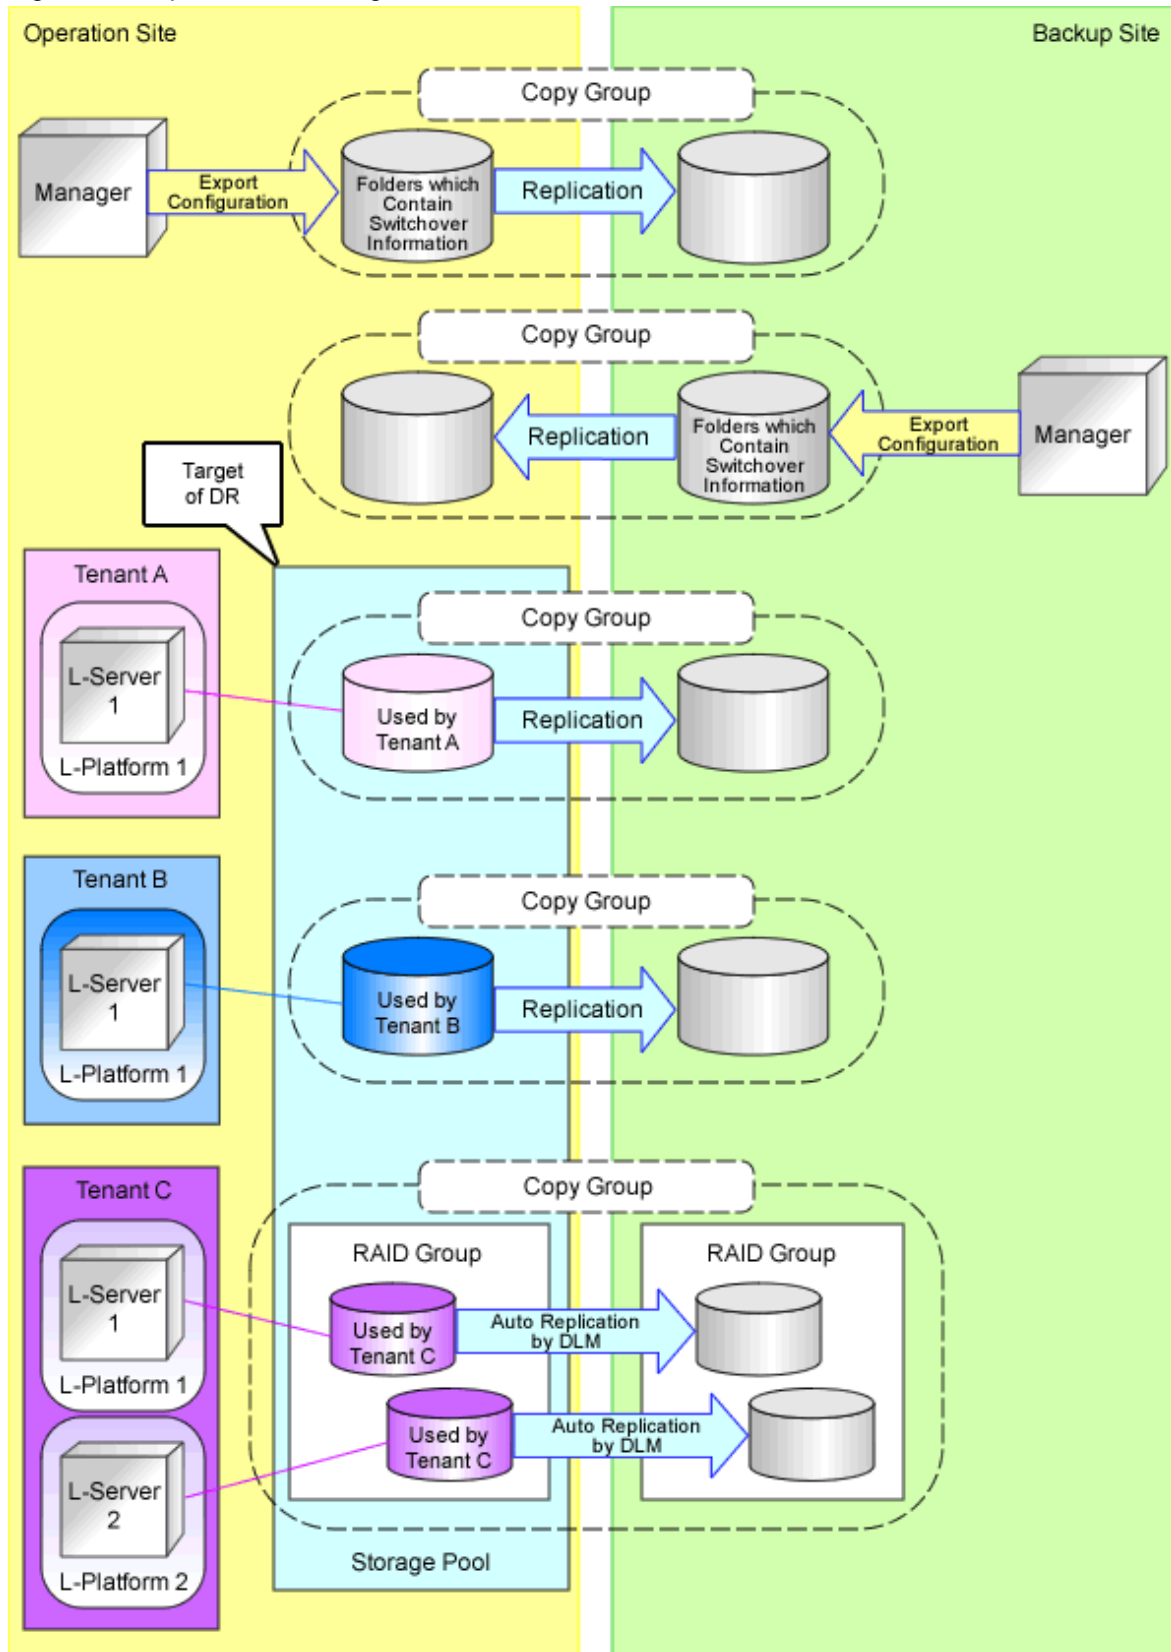 Operation Site
Backup Site
Copy Group
Manager
Export
Configuration
Folders which
Contain
Switchover
Information
Replication
Copy Group
Replication
Folders which
Contain
Switchover
Information
Export
Configuration
Manager
Target
of DR
Tenant A
L-Server
1
L-Platform 1
Copy Group
Used by
Tenant A
Replication
Tenant B
L-Server
1
L-Platform 1
Copy Group
Used by
Tenant B
Replication
Tenant C
L-Server
1
L-Platform 1
L-Server
2
L-Platform 2
Copy Group
RAID Group
RAID Group
Used by
Tenant C
Auto Replication
by DLM
Used by
Tenant C
Auto Replication
by DLM
Storage Pool